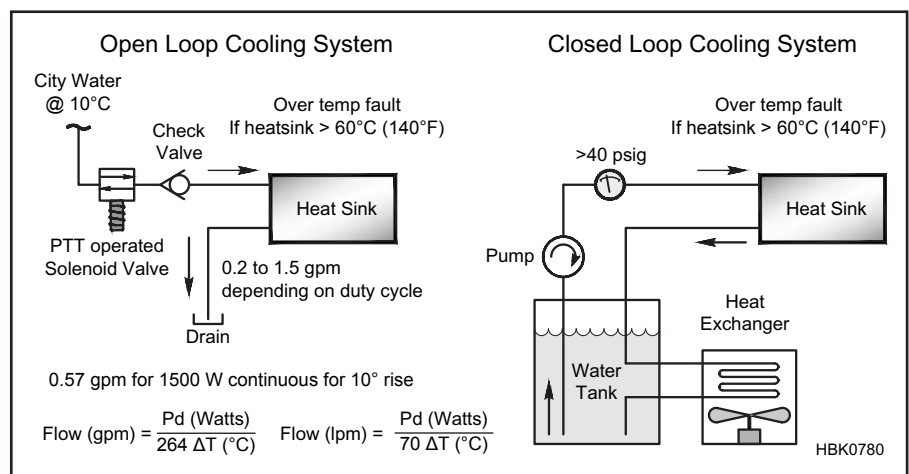 Open Loop Cooling System
City Water
@ 10°C
Check
Valve
Over temp fault
If heatsink > 60°C (140°F)
Heat Sink
PTT operated
Solenoid Valve
0.2 to 1.5 gpm
depending on duty cycle
Drain
0.57 gpm for 1500 W continuous for 10° rise
Flow (gpm) = Pd (Watts) / 264 ΔT (°C)
Flow (lpm) = Pd (Watts) / 70 ΔT (°C)
Closed Loop Cooling System
Over temp fault
If heatsink > 60°C (140°F)
>40 psig
Heat Sink
Pump
Heat
Exchanger
Water
Tank
HBK0780